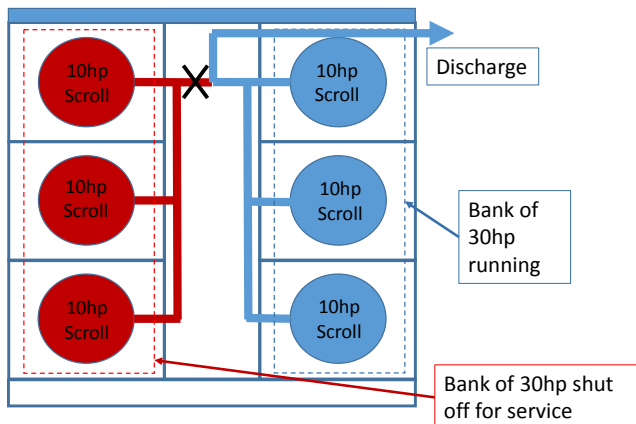 10hp
Scroll
10hp
Scroll
Discharge
10hp
Scroll
10hp
Scroll
Bank of
30hp
running
10hp
Scroll
10hp
Scroll
Bank of 30hp shut
off for service